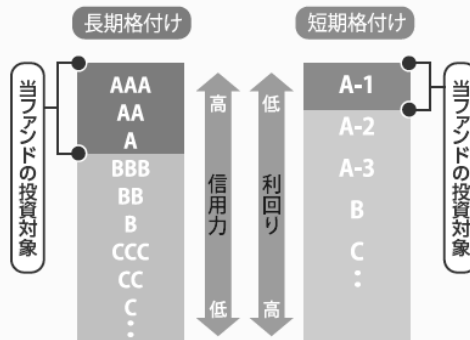 長期格付け
短期格付け
当ファンドの投資対象
AAA
AA
A
BBB
BB
B
CCC
CC
C
:
高
信用力
低
低
利回り
高
A-1
A-2
A-3
B
C
:
当ファンドの投資対象